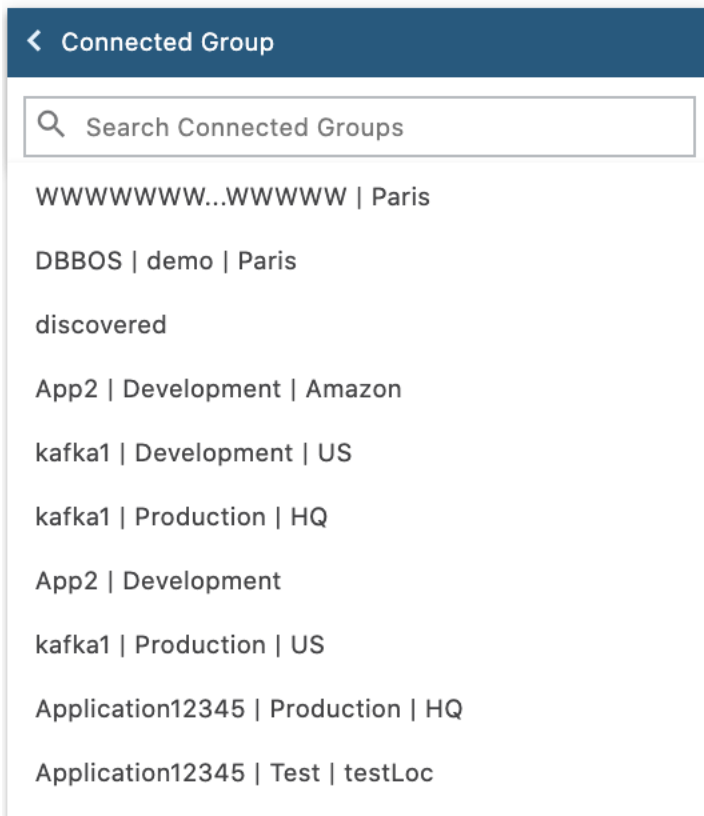 Connected Group
Search Connected Groups
WWWWWWW...WWWWW | Paris
DBBOS | demo | Paris
discovered
App2 | Development | Amazon
kafka1 | Development | US
kafka1 | Production | HQ
App2 | Development
kafka1 | Production | US
Application12345 | Production | HQ
Application12345 | Test | testLoc